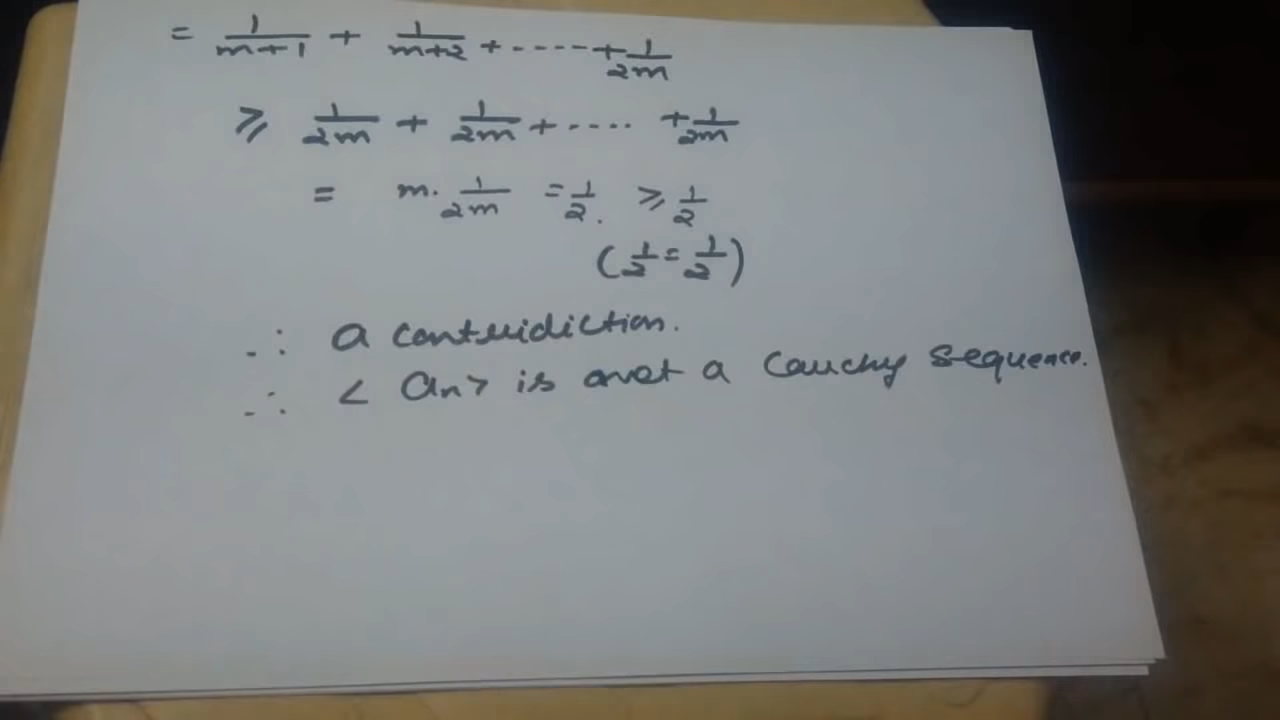 = 1/m+1 + 1/m+2 + ---- + 1/2m
≥ 1/2m + 1/2m + .... + 1/2m
= m. 1/2m = 1/2. ≥ 1/2
(1/2 = 1/2)
∴ a contridiction.
∴ < an> is not a Cauchy sequence.